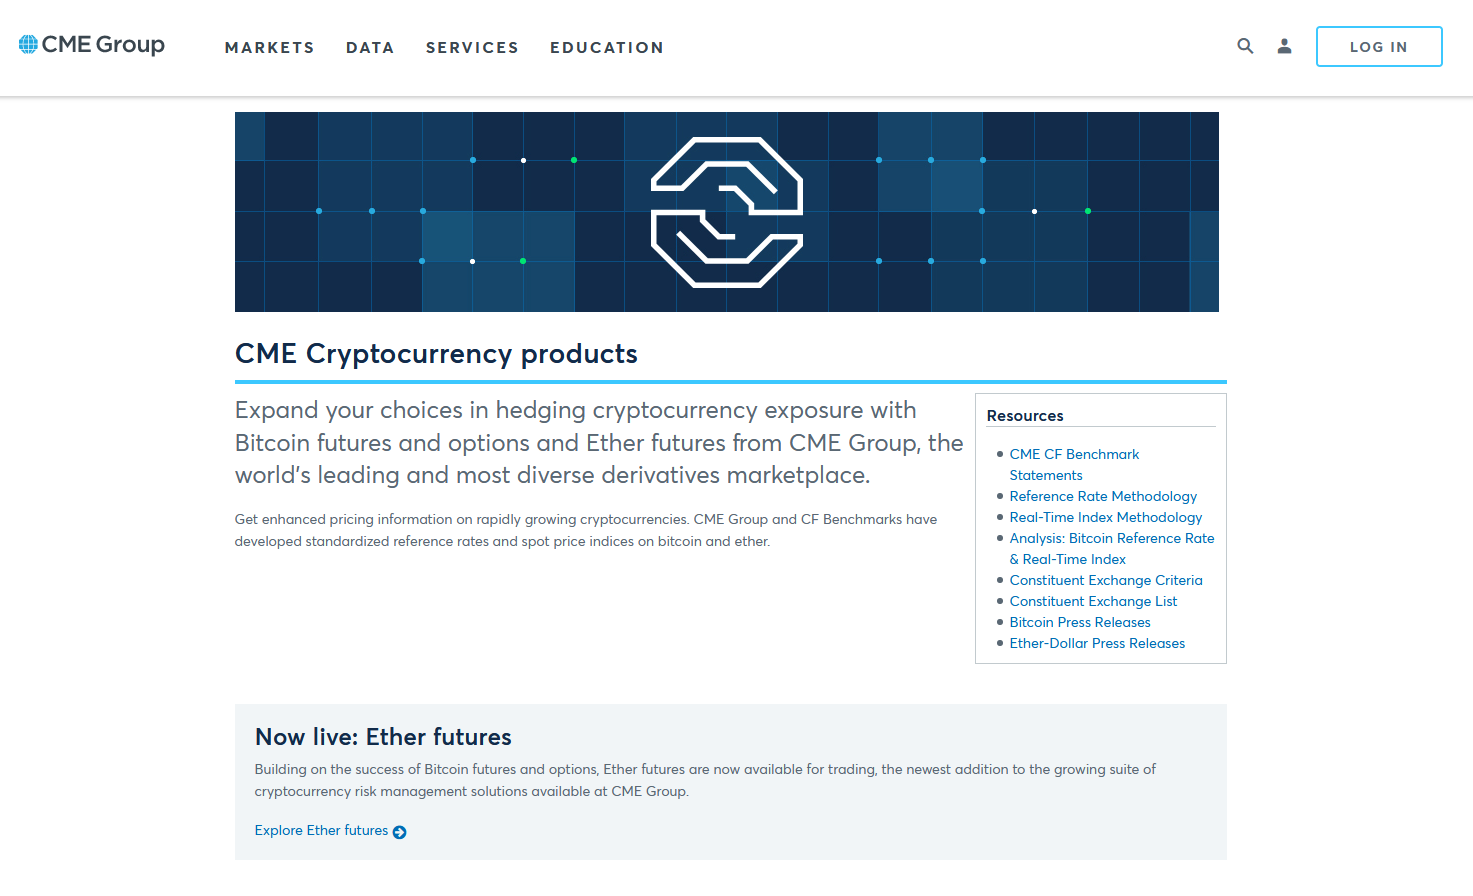 CME Group
MARKETS DATA SERVICES EDUCATION
LOG IN
CME Cryptocurrency products
Expand your choices in hedging cryptocurrency exposure with
Bitcoin futures and options and Ether futures from CME Group, the
world's leading and most diverse derivatives marketplace.
Get enhanced pricing information on rapidly growing cryptocurrencies. CME Group and CF Benchmarks have
developed standardized reference rates and spot price indices on bitcoin and ether.
Resources
CME CF Benchmark
Statements
Reference Rate Methodology
Real-Time Index Methodology
Analysis: Bitcoin Reference Rate
& Real-Time Index
Constituent Exchange Criteria
Constituent Exchange List
Bitcoin Press Releases
Ether-Dollar Press Releases
Now live: Ether futures
Building on the success of Bitcoin futures and options, Ether futures are now available for trading, the newest addition to the growing suite of
cryptocurrency risk management solutions available at CME Group.
Explore Ether futures